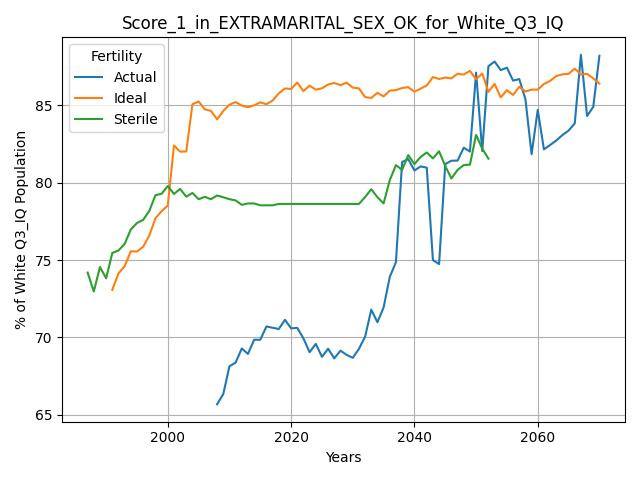 Score_1_in_EXTRAMARITAL_SEX_OK_for_White_Q3_IQ
Fertility
Actual
Ideal
Sterile
% of White Q3_IQ Population
85
80
75
70
65
2000
2020
2040
2060
Years